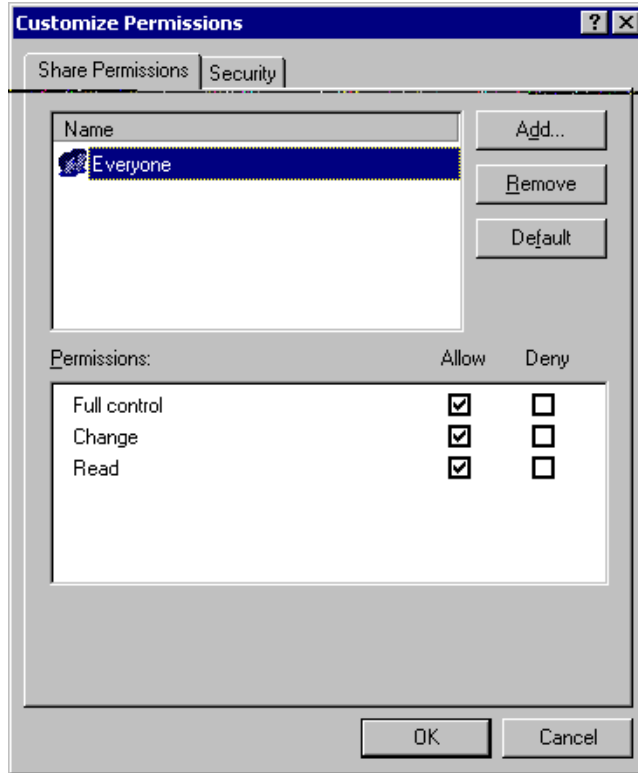 Customize Permissions
Share Permissions Security
Name
Everyone
Add...
Remove
Default
Permissions: Allow Deny
Full control
Change
Read
OK Cancel